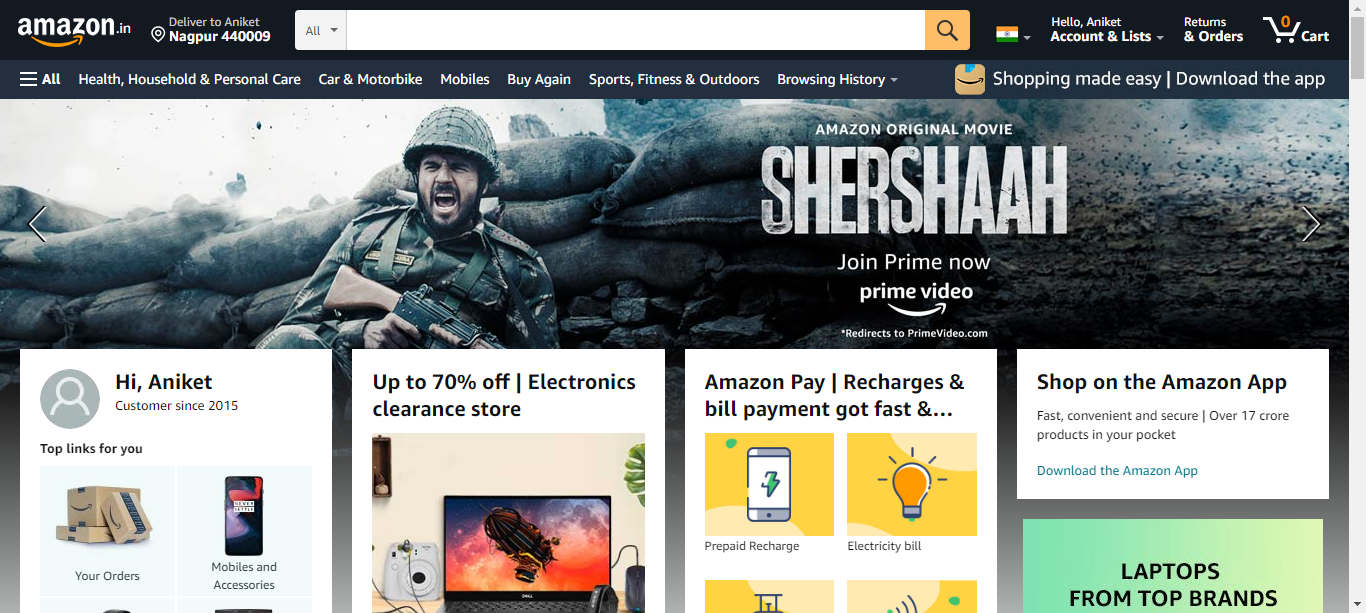 amazon.in
Deliver to Aniket
Nagpur 440009
All
Hello, Aniket
Account & Lists
Returns
& Orders
0
Cart
All
Health, Household & Personal Care
Car & Motorbike
Mobiles
Buy Again
Sports, Fitness & Outdoors
Browsing History
Shopping made easy | Download the app
AMAZON ORIGINAL MOVIE
SHERSHAAH
Join Prime now
prime video
*Redirects to PrimeVideo.com
Hi, Aniket
Customer since 2015
Top links for you
Your Orders
NEVER
SETTLE
Mobiles and
Accessories
Up to 70% off | Electronics
clearance store
DELL
Amazon Pay | Recharges &
bill payment got fast &...
Prepaid Recharge
Electricity bill
Shop on the Amazon App
Fast, convenient and secure | Over 17 crore
products in your pocket
Download the Amazon App
LAPTOPS
FROM TOP BRANDS